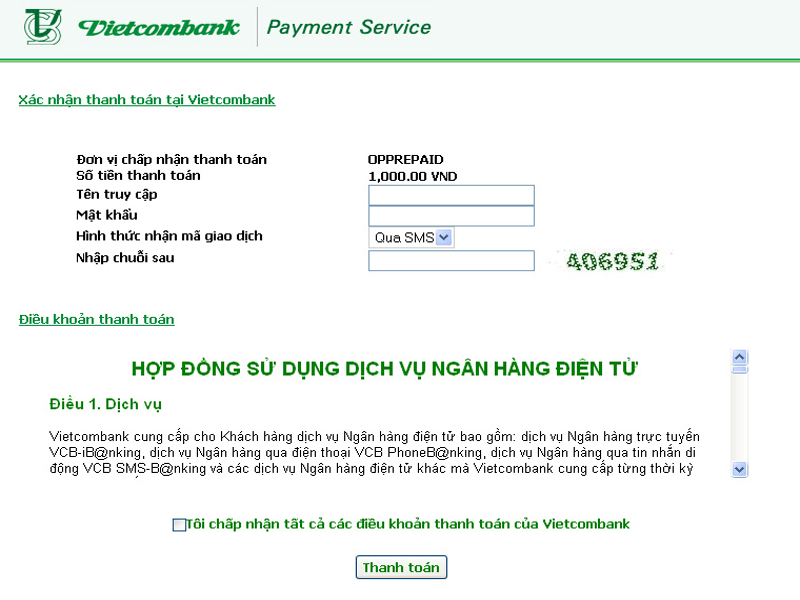 Vietcombank Payment Service
Xác nhận thanh toán tại Vietcombank
Đơn vị chấp nhận thanh toán OPPREPAID
Số tiền thanh toán 1,000.00 VND
Tên truy cập
Mật khẩu
Hình thức nhận mã giao dịch Qua SMS
Nhập chuỗi sau 406951
Điều khoản thanh toán
HỢP ĐỒNG SỬ DỤNG DỊCH VỤ NGÂN HÀNG ĐIỆN TỬ
Điều 1. Dịch vụ
Vietcombank cung cấp cho Khách hàng dịch vụ Ngân hàng điện tử bao gồm: dịch vụ Ngân hàng trực tuyến
VCB-iB@nking, dịch vụ Ngân hàng qua điện thoại VCB PhoneB@nking, dịch vụ Ngân hàng qua tin nhắn di
động VCB SMS-B@nking và các dịch vụ Ngân hàng điện tử khác mà Vietcombank cung cấp từng thời kỳ
Tôi chấp nhận tất cả các điều khoản thanh toán của Vietcombank
Thanh toán